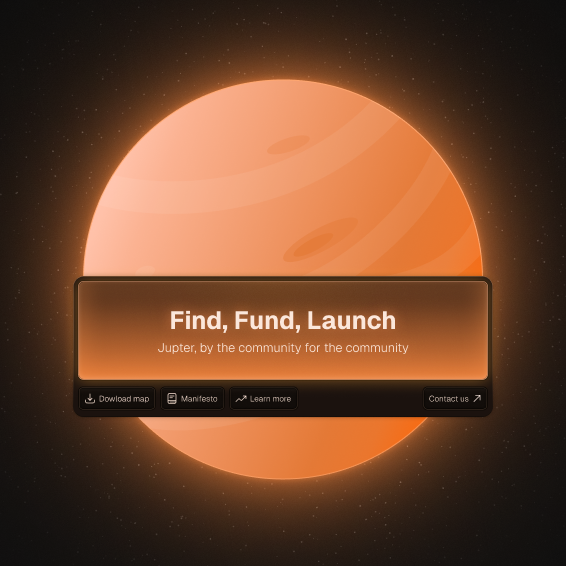 Find, Fund, Launch
Jupter, by the community for the community
Dowload map
Manifesto
Learn more
Contact us